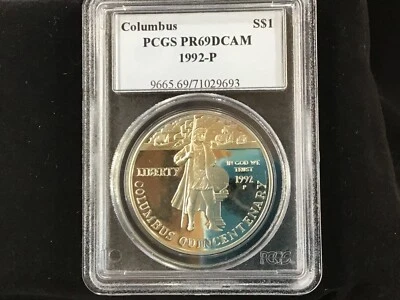 Columbus S$1
PCGS PR69DCAM
1992-P
9665.69/71029693
LIBERTY
IN GOD WE
TRUST
1992
P
COLUMBUS QUINCENTENARY
PCGS